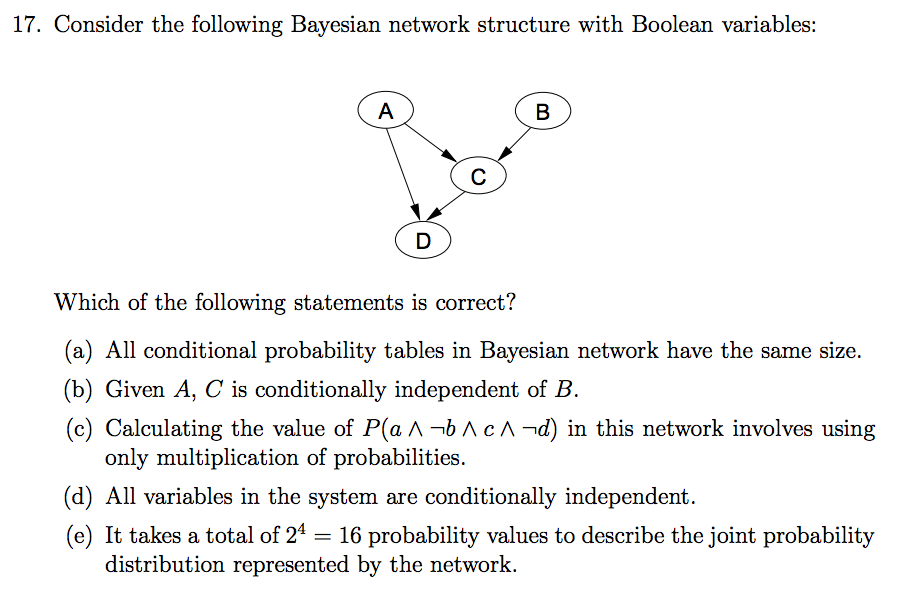 17. Consider the following Bayesian network structure with Boolean variables:
A
B
C
D
Which of the following statements is correct?
(a) All conditional probability tables in Bayesian network have the same size.
(b) Given A, C is conditionally independent of B.
(c) Calculating the value of P(a ∧ ¬b ∧ c ∧ ¬d) in this network involves using
only multiplication of probabilities.
(d) All variables in the system are conditionally independent.
(e) It takes a total of 2⁴ = 16 probability values to describe the joint probability
distribution represented by the network.